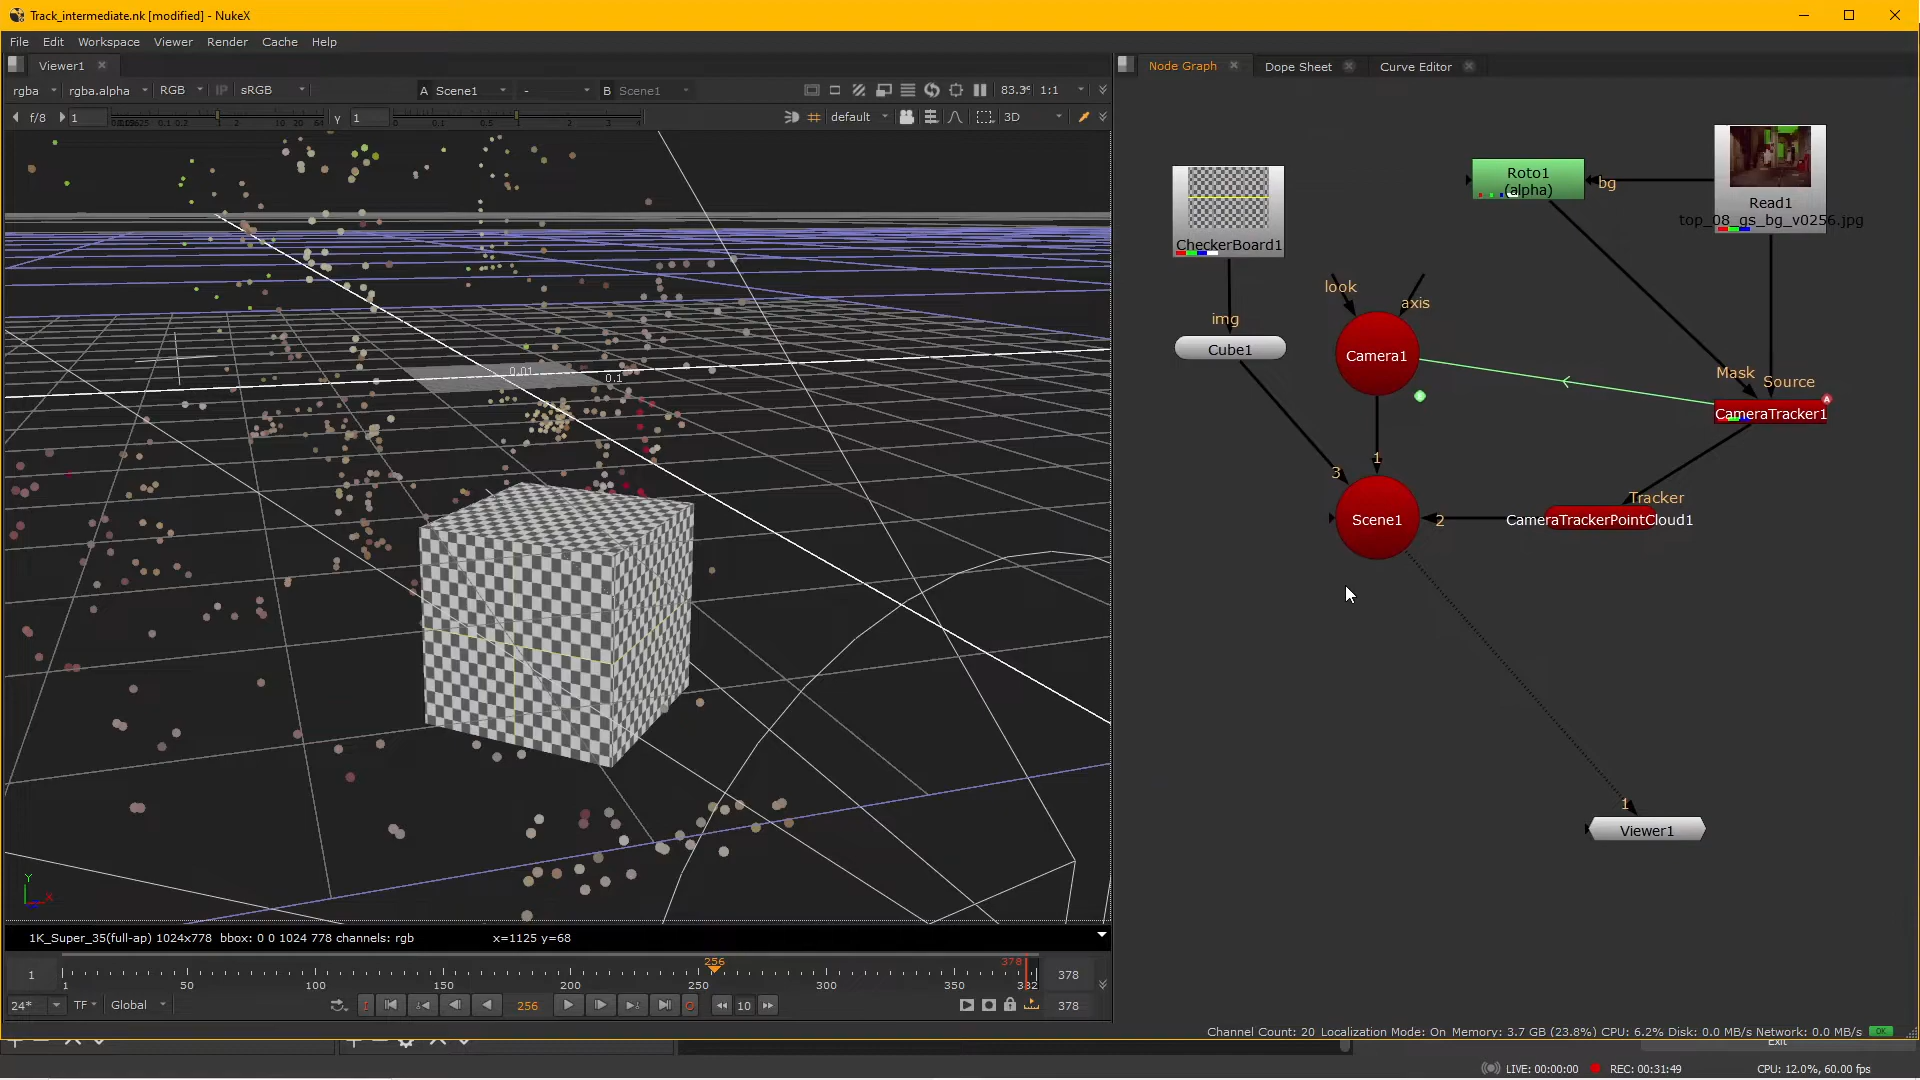 Track_intermediate.nk [modified] - NukeX
File Edit Workspace Viewer Render Cache Help
Viewer1
rgba rgba.alpha RGB IP sRGB A Scene1 - B Scene1 83.3% 1:1
f/8 1 γ 1 default 3D
0.01
0.1
Y
X
1K_Super_35(full-ap) 1024x778 bbox: 0 0 1024 778 channels: rgb x=1125 y=68
256 378
1 378
1 50 100 150 200 250 300 350 382
24* TF Global 256 10 378
Node Graph Dope Sheet Curve Editor
Roto1
(alpha)
bg
Read1
top_08_gs_bg_v0256.jpg
CheckerBoard1
look
axis
img
Cube1
Camera1
Mask Source
CameraTracker1
A
3
1
Scene1
2
Tracker
CameraTrackerPointCloud1
1
Viewer1
Channel Count: 20 Localization Mode: On Memory: 3.7 GB (23.8%) CPU: 6.2% Disk: 0.0 MB/s Network: 0.0 MB/s OK
Exit
LIVE: 00:00:00 REC: 00:31:49 CPU: 12.0%, 60.00 fps